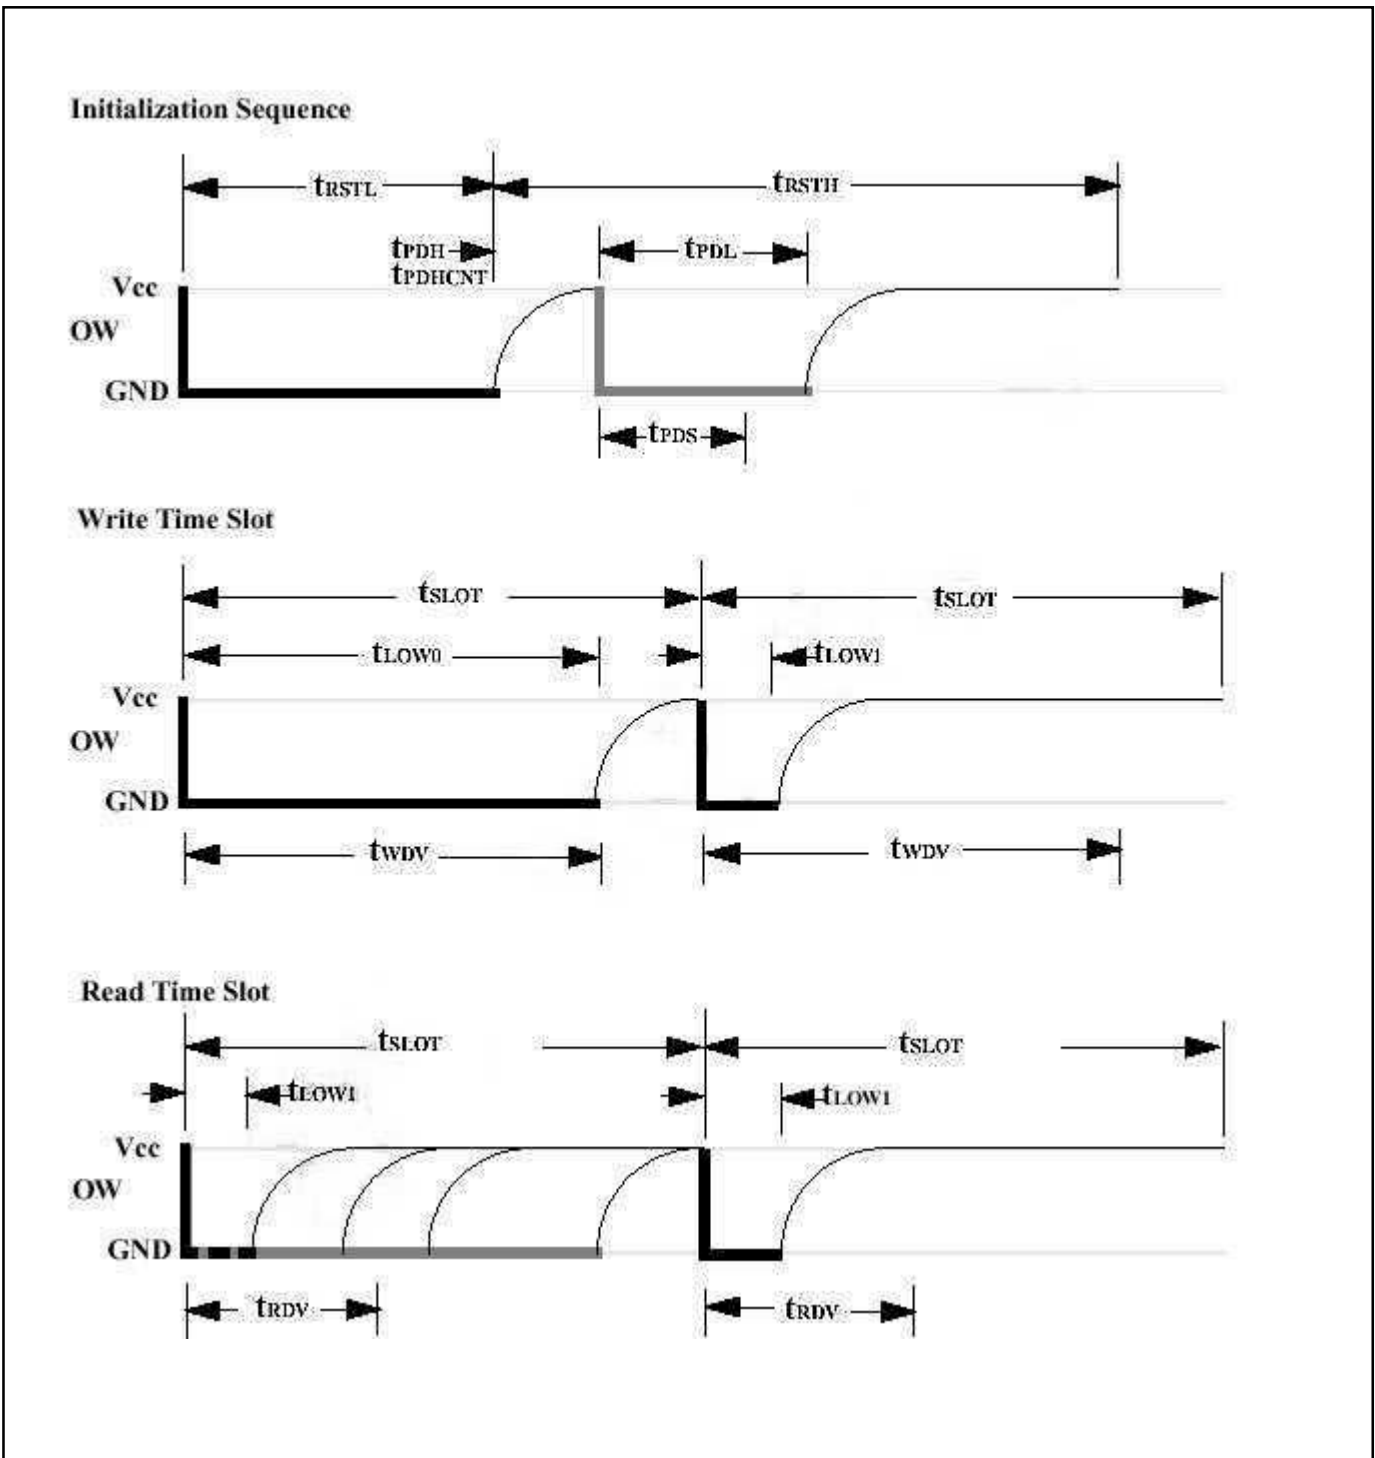 Initialization Sequence
tRSTL tRSTH
tPDH tPDL
tPDHCNT
Vcc
OW
GND
tPDS
Write Time Slot
tSLOT tSLOT
tLOW0 tLOW1
Vcc
OW
GND
tWDV tWDV
Read Time Slot
tSLOT tSLOT
tLOW1 tLOW1
Vcc
OW
GND
tRDV tRDV